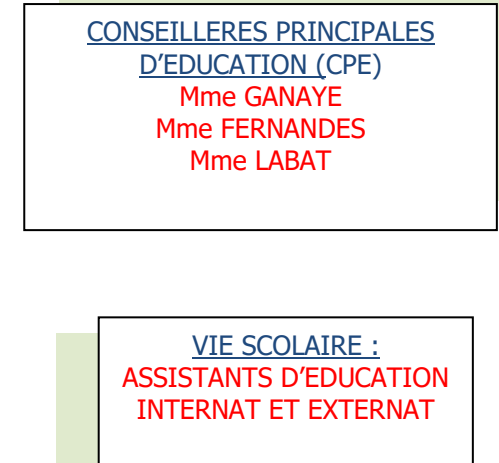 CONSEILLERES PRINCIPALES
D’EDUCATION (CPE)
Mme GANAYE
Mme FERNANDES
Mme LABAT
VIE SCOLAIRE :
ASSISTANTS D’EDUCATION
INTERNAT ET EXTERNAT